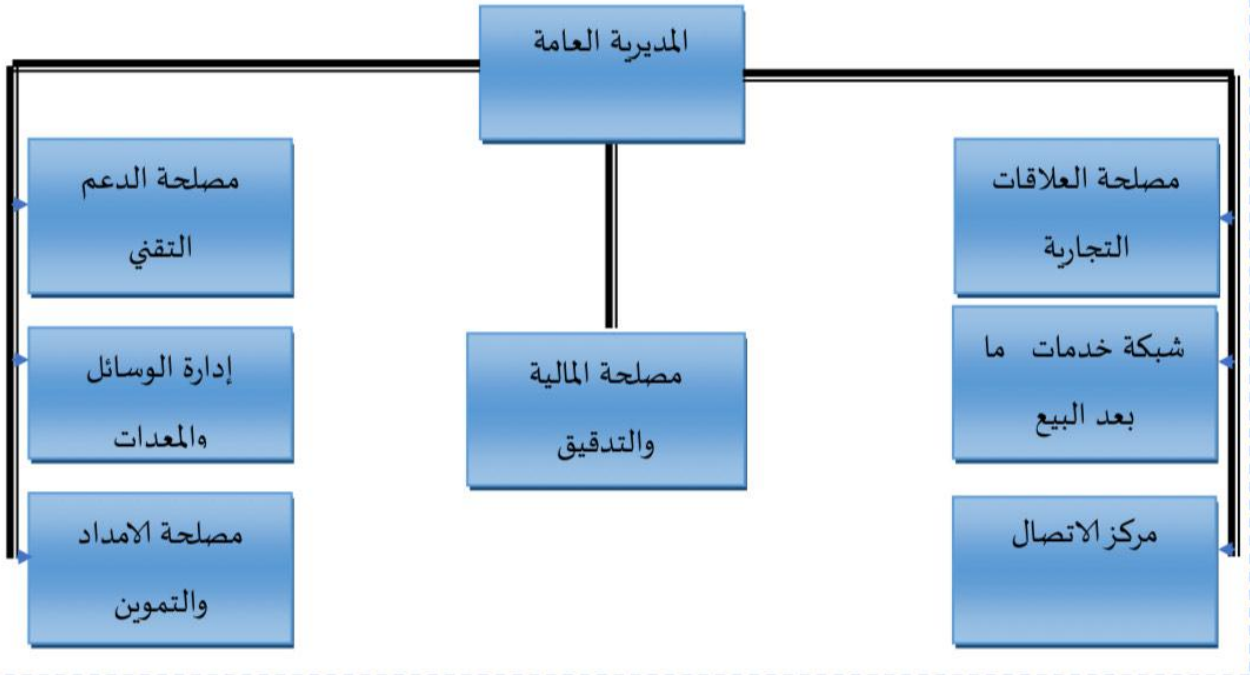 المديرية العامة
مصلحة العلاقات
التجارية
شبكة خدمات ما
بعد البيع
مركز الاتصال
مصلحة المالية
والتدقيق
مصلحة الدعم
التقني
إدارة الوسائل
والمعدات
مصلحة الامداد
والتموين